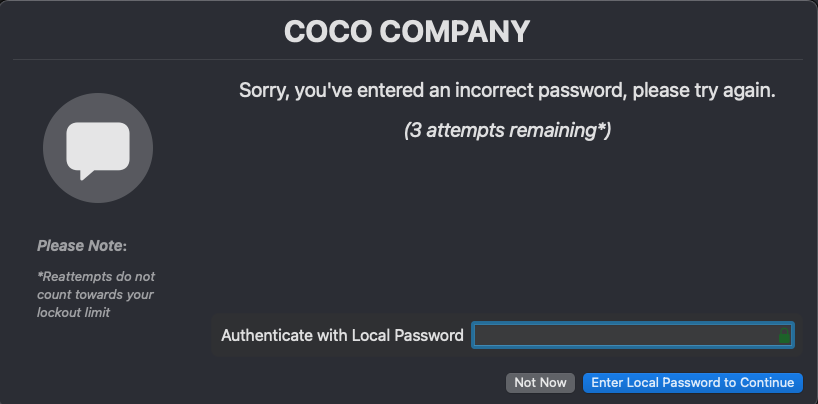 COCO COMPANY
Sorry, you've entered an incorrect password, please try again.
(3 attempts remaining*)
Please Note:
*Reattempts do not
count towards your
lockout limit
Authenticate with Local Password
Not Now
Enter Local Password to Continue